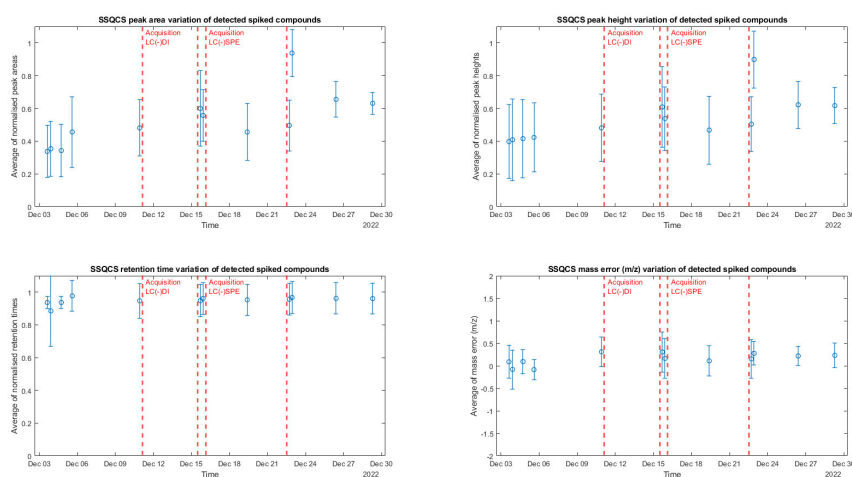 SSQCS peak area variation of detected spiked compounds
Acquisition
LC(-)DI
Acquisition
LC(-)SPE
Average of normalised peak areas
1
0.8
0.6
0.4
0.2
0
Dec 03 Dec 06 Dec 09 Dec 12 Dec 15 Dec 18 Dec 21 Dec 24 Dec 27 Dec 30
Time
2022
SSQCS peak height variation of detected spiked compounds
Acquisition
LC(-)DI
Acquisition
LC(-)SPE
Average of normalised peak heights
1
0.8
0.6
0.4
0.2
0
Dec 03 Dec 06 Dec 09 Dec 12 Dec 15 Dec 18 Dec 21 Dec 24 Dec 27 Dec 30
Time
2022
SSQCS retention time variation of detected spiked compounds
Acquisition
LC(-)DI
Acquisition
LC(-)SPE
Average of normalised retention times
1
0.8
0.6
0.4
0.2
0
Dec 03 Dec 06 Dec 09 Dec 12 Dec 15 Dec 18 Dec 21 Dec 24 Dec 27 Dec 30
Time
2022
SSQCS mass error (m/z) variation of detected spiked compounds
Acquisition
LC(-)DI
Acquisition
LC(-)SPE
Average of mass error (m/z)
2
1.5
1
0.5
0
-0.5
-1
-1.5
-2
Dec 03 Dec 06 Dec 09 Dec 12 Dec 15 Dec 18 Dec 21 Dec 24 Dec 27 Dec 30
Time
2022